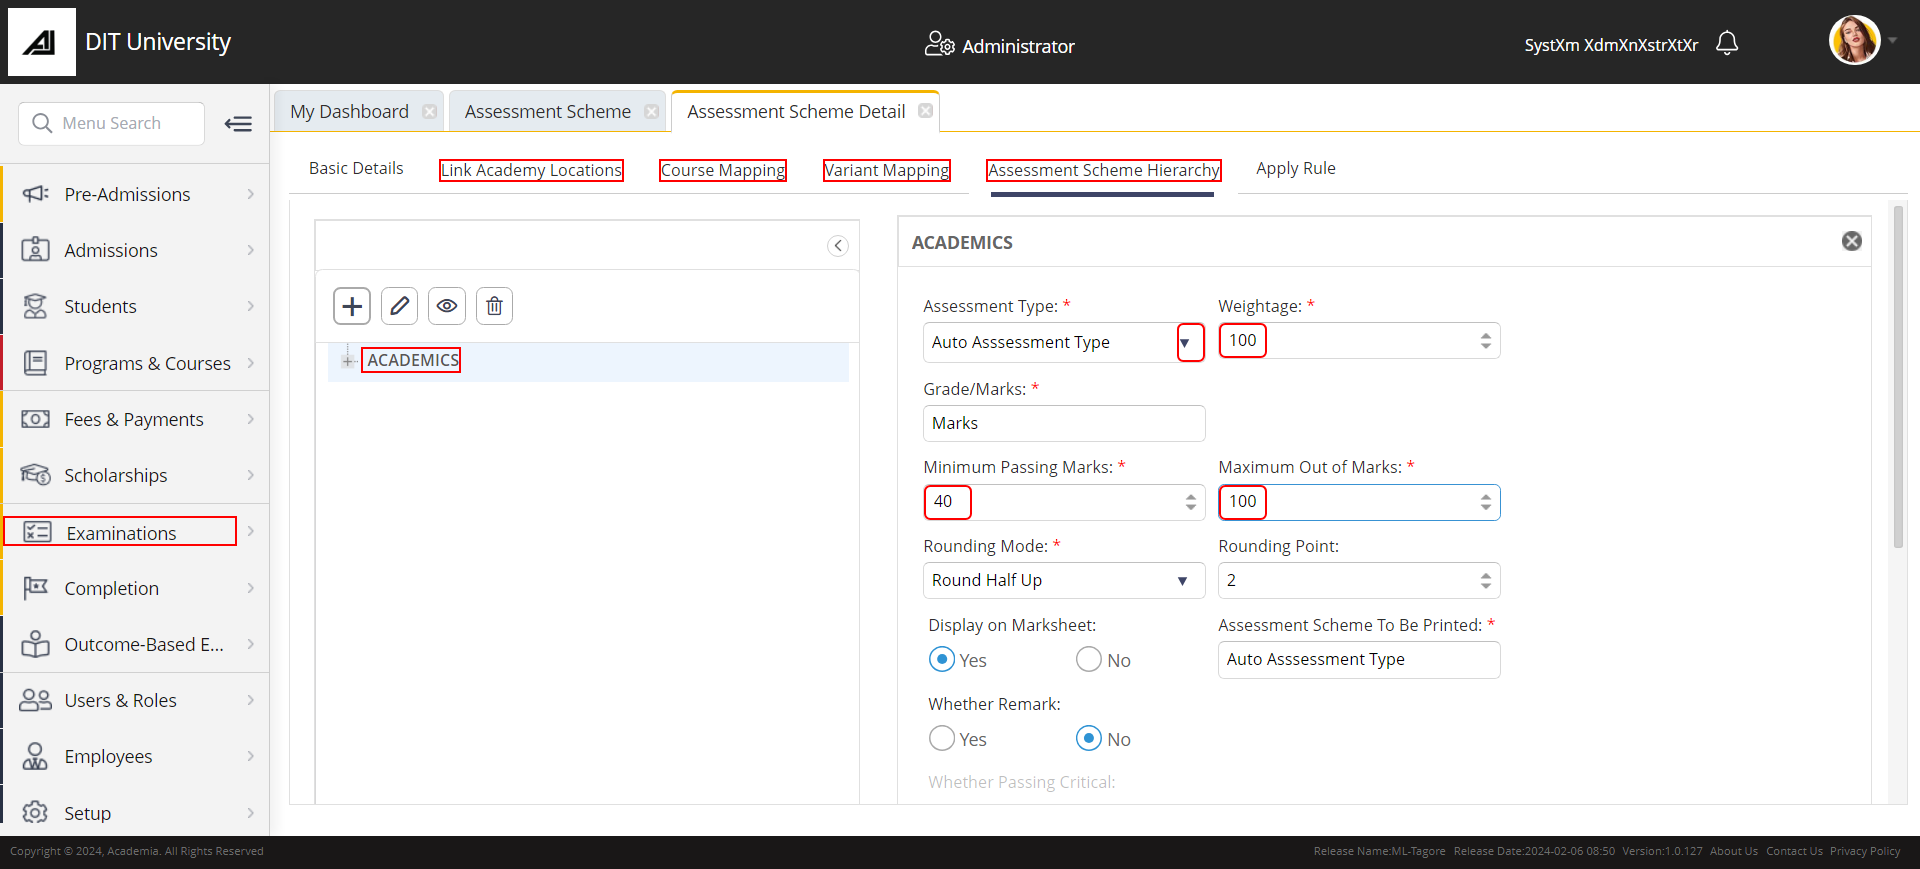 DIT University
Administrator
SystXm XdmXnXstrXtXr
Menu Search
My Dashboard
Assessment Scheme
Assessment Scheme Detail
Basic Details
Link Academy Locations
Course Mapping
Variant Mapping
Assessment Scheme Hierarchy
Apply Rule
Pre-Admissions
Admissions
Students
Programs & Courses
Fees & Payments
Scholarships
Examinations
Completion
Outcome-Based E...
Users & Roles
Employees
Setup
ACADEMICS
ACADEMICS
Assessment Type: *
Weightage: *
Auto Asssessment Type
100
Grade/Marks: *
Marks
Minimum Passing Marks: *
Maximum Out of Marks: *
40
100
Rounding Mode: *
Rounding Point:
Round Half Up
2
Display on Marksheet:
Assessment Scheme To Be Printed: *
Yes
No
Auto Asssessment Type
Whether Remark:
Yes
No
Whether Passing Critical:
Copyright © 2024, Academia. All Rights Reserved
Release Name:ML-Tagore Release Date:2024-02-06 08:50 Version:1.0.127 About Us Contact Us Privacy Policy